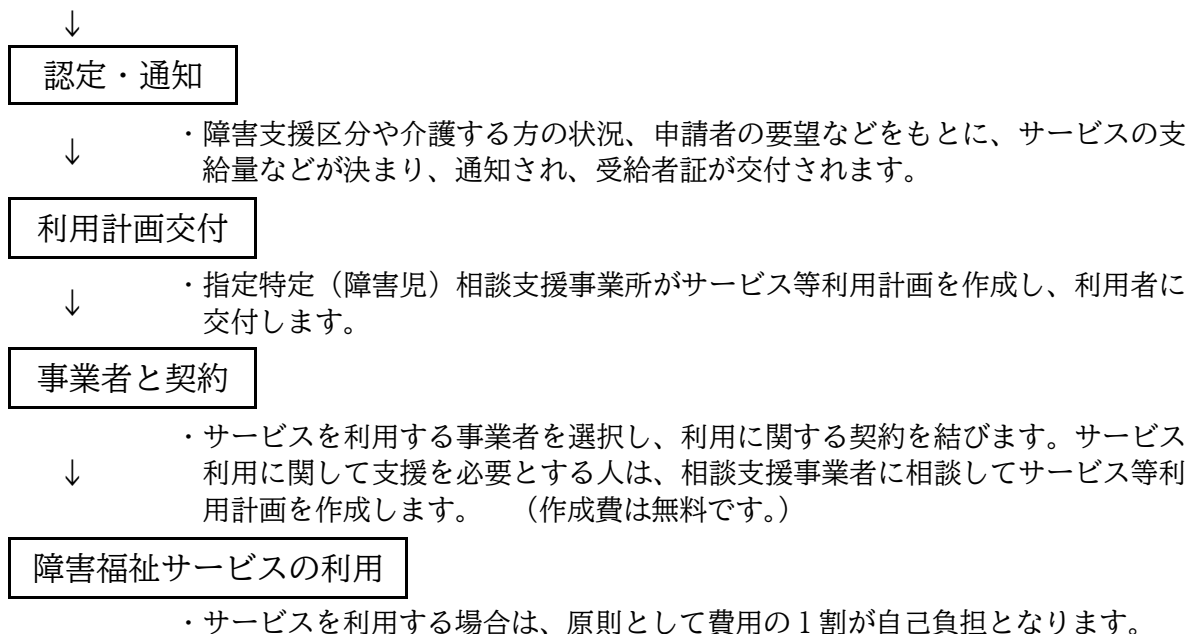 ↓
認定・通知
・障害支援区分や介護する方の状況、申請者の要望などをもとに、サービスの支
↓
給量などが決まり、通知され、受給者証が交付されます。
利用計画交付
・指定特定（障害児）相談支援事業所がサービス等利用計画を作成し、利用者に
↓
交付します。
事業者と契約
・サービスを利用する事業者を選択し、利用に関する契約を結びます。サービス
↓
利用に関して支援を必要とする人は、相談支援事業者に相談してサービス等利
用計画を作成します。　（作成費は無料です。）
障害福祉サービスの利用
・サービスを利用する場合は、原則として費用の１割が自己負担となります。